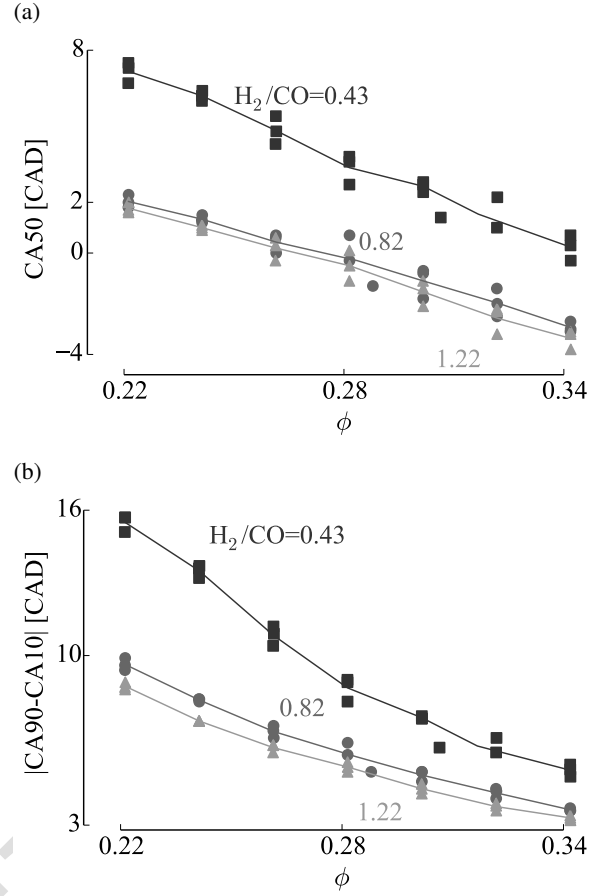 (a)
8
H₂/CO=0.43
CA50 [CAD]
2
0.82
0
−4
1.22
0.22
0.28
0.34
ϕ
(b)
16
H₂/CO=0.43
|CA90-CA10| [CAD]
10
0.82
1.22
3
0.22
0.28
0.34
ϕ